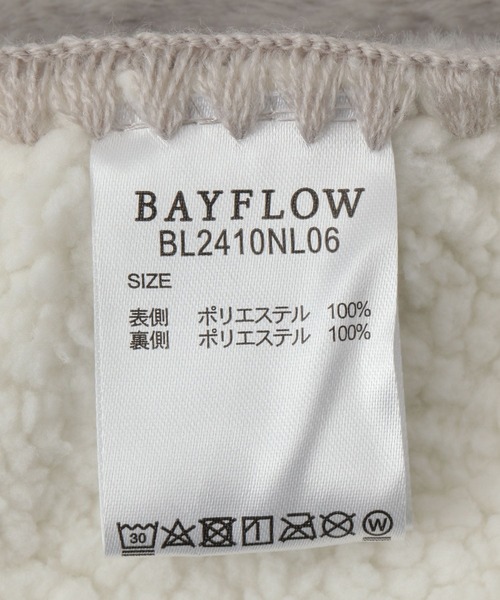 BAYFLOW
BL2410NL06
SIZE
表側 ポリエステル 100%
裏側 ポリエステル 100%
30 W